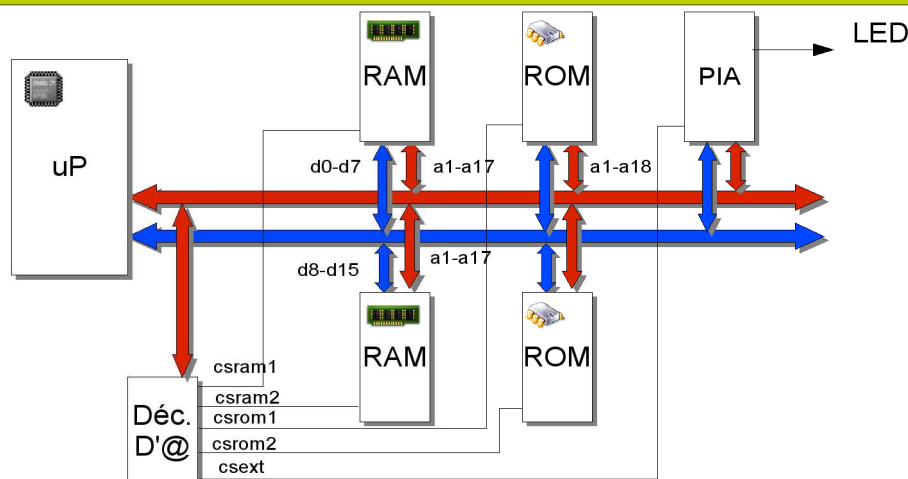 LED
RAM
ROM
PIA
uP
d0-d7
a1-a17
a1-a18
d8-d15
a1-a17
RAM
ROM
csram1
csram2
Déc.
D'@
csrom1
csrom2
csext